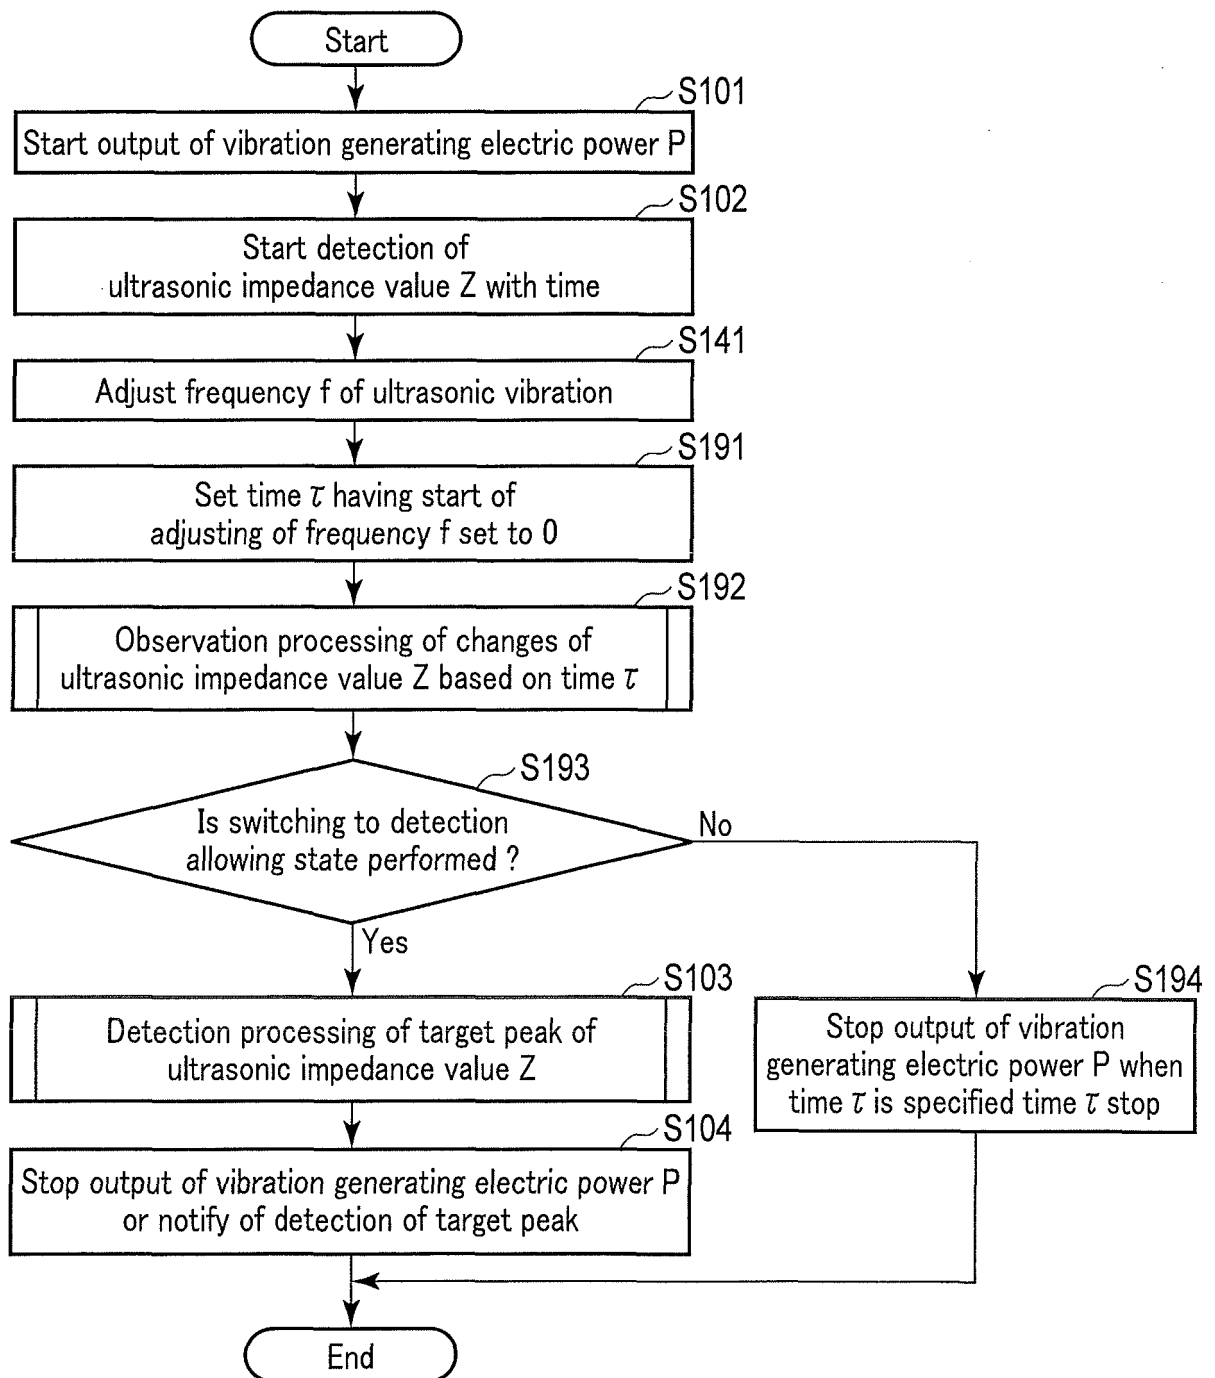 Start
S101
Start output of vibration generating electric power P
S102
Start detection of
ultrasonic impedance value Z with time
S141
Adjust frequency f of ultrasonic vibration
S191
Set time τ having start of
adjusting of frequency f set to 0
S192
Observation processing of changes of
ultrasonic impedance value Z based on time τ
S193
Is switching to detection
allowing state performed ?
No
Yes
S103
Detection processing of target peak of
ultrasonic impedance value Z
S194
Stop output of vibration
generating electric power P when
time τ is specified time τ stop
S104
Stop output of vibration generating electric power P
or notify of detection of target peak
End